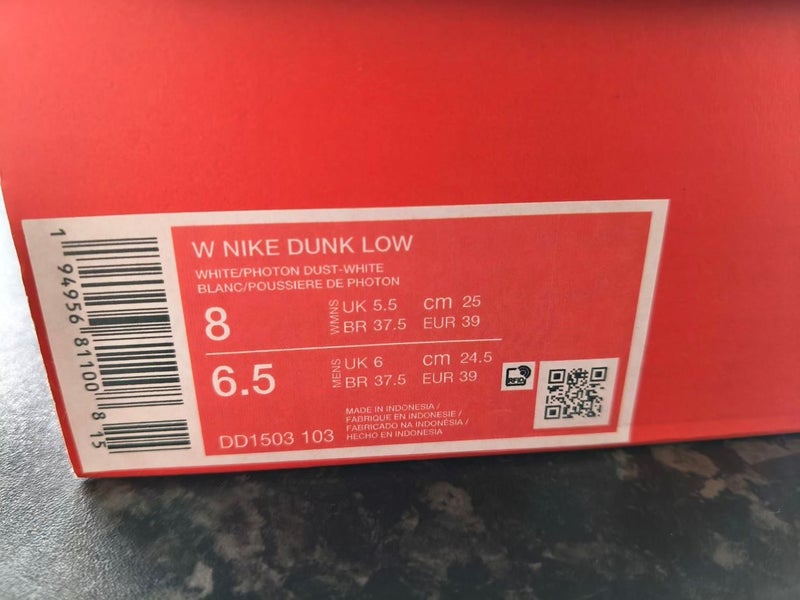 W NIKE DUNK LOW
WHITE/PHOTON DUST-WHITE
BLANC/POUSSIERE DE PHOTON
8 WMNS UK 5.5 cm 25
BR 37.5 EUR 39
6.5 MENS UK 6 cm 24.5
BR 37.5 EUR 39
RFID
DD1503 103
MADE IN INDONESIA /
FABRIQUE EN INDONESIE /
FABRICADO NA INDONÉSIA /
HECHO EN INDONESIA
1 94956 81100 8 15